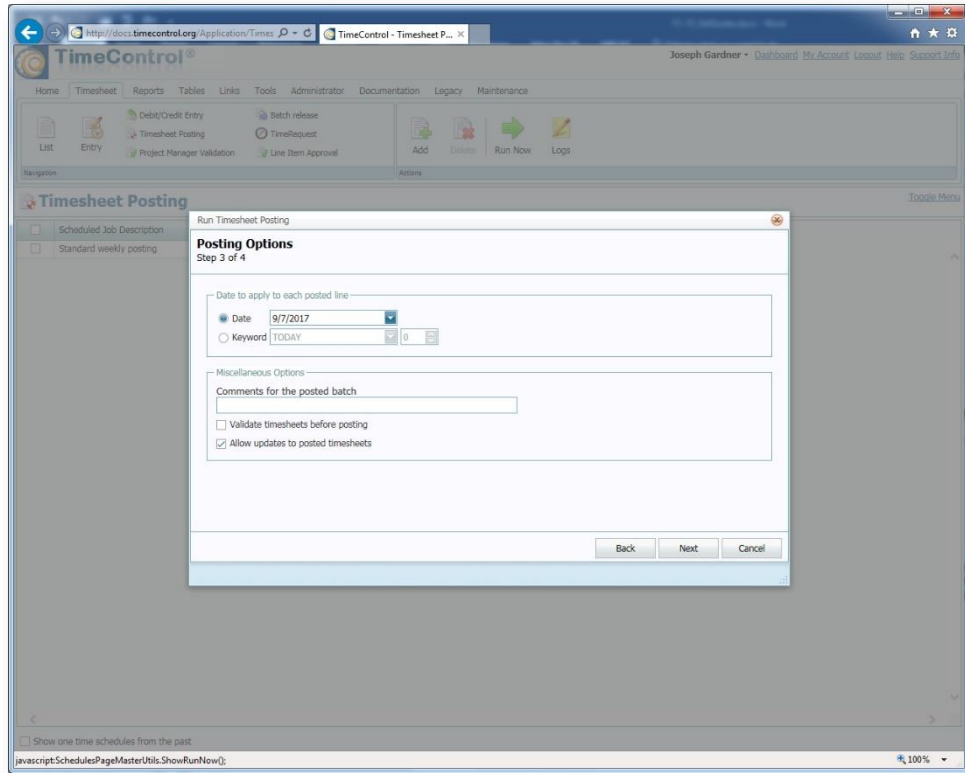 http://docs.timecontrol.org/Application/Times
TimeControl - Timesheet P...
TimeControl®
Joseph Gardner Dashboard My Account Logout Help Support Info
Home Timesheet Reports Tables Links Tools Administrator Documentation Legacy Maintenance
List
Entry
Debit/Credit Entry
Timesheet Posting
Project Manager Validation
Batch release
TimeRequest
Line Item Approval
Add
Delete
Run Now
Logs
Navigation
Actions
Timesheet Posting
Toggle Menu
Scheduled Job Description
Standard weekly posting
Run Timesheet Posting
Posting Options
Step 3 of 4
Date to apply to each posted line
Date 9/7/2017
Keyword TODAY 0
Miscellaneous Options
Comments for the posted batch
Validate timesheets before posting
Allow updates to posted timesheets
Back Next Cancel
Show one time schedules from the past
javascript:SchedulesPageMasterUtils.ShowRunNow();
100%